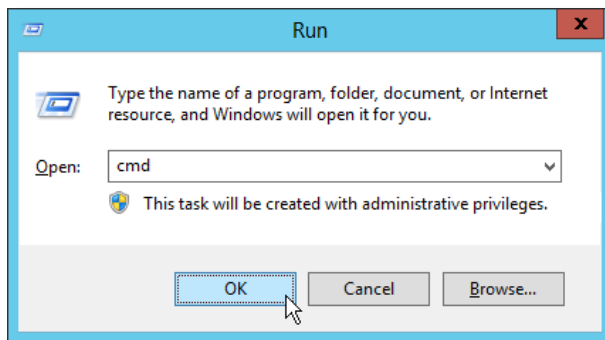 Run
x
Type the name of a program, folder, document, or Internet
resource, and Windows will open it for you.
Open: cmd
This task will be created with administrative privileges.
OK Cancel Browse...